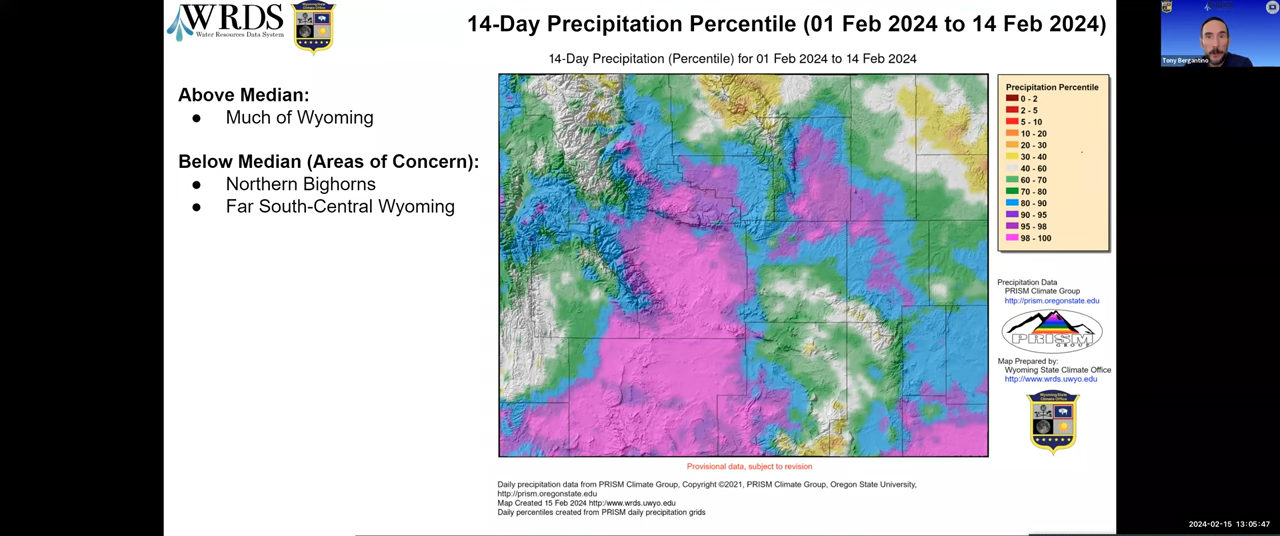 WRDS
Water Resources Data System
14-Day Precipitation Percentile (01 Feb 2024 to 14 Feb 2024)
14-Day Precipitation (Percentile) for 01 Feb 2024 to 14 Feb 2024
Above Median:
● Much of Wyoming
Below Median (Areas of Concern):
● Northern Bighorns
● Far South-Central Wyoming
Precipitation Percentile
0 - 2
2 - 5
5 - 10
10 - 20
20 - 30
30 - 40
40 - 60
60 - 70
70 - 80
80 - 90
90 - 95
95 - 98
98 - 100
Precipitation Data
PRISM Climate Group
http://prism.oregonstate.edu
PRISM
GROUP
Map Prepared by:
Wyoming State Climate Office
http://www.wrds.uwyo.edu
Wyoming State
Climate Office
Provisional data, subject to revision
Daily precipitation data from PRISM Climate Group, Copyright ©2021, PRISM Climate Group, Oregon State University,
http://prism.oregonstate.edu
Map Created 15 Feb 2024 http:/www.wrds.uwyo.edu
Daily percentiles created from PRISM daily precipitation grids
Tony Bergantino
2024-02-15 13:05:47